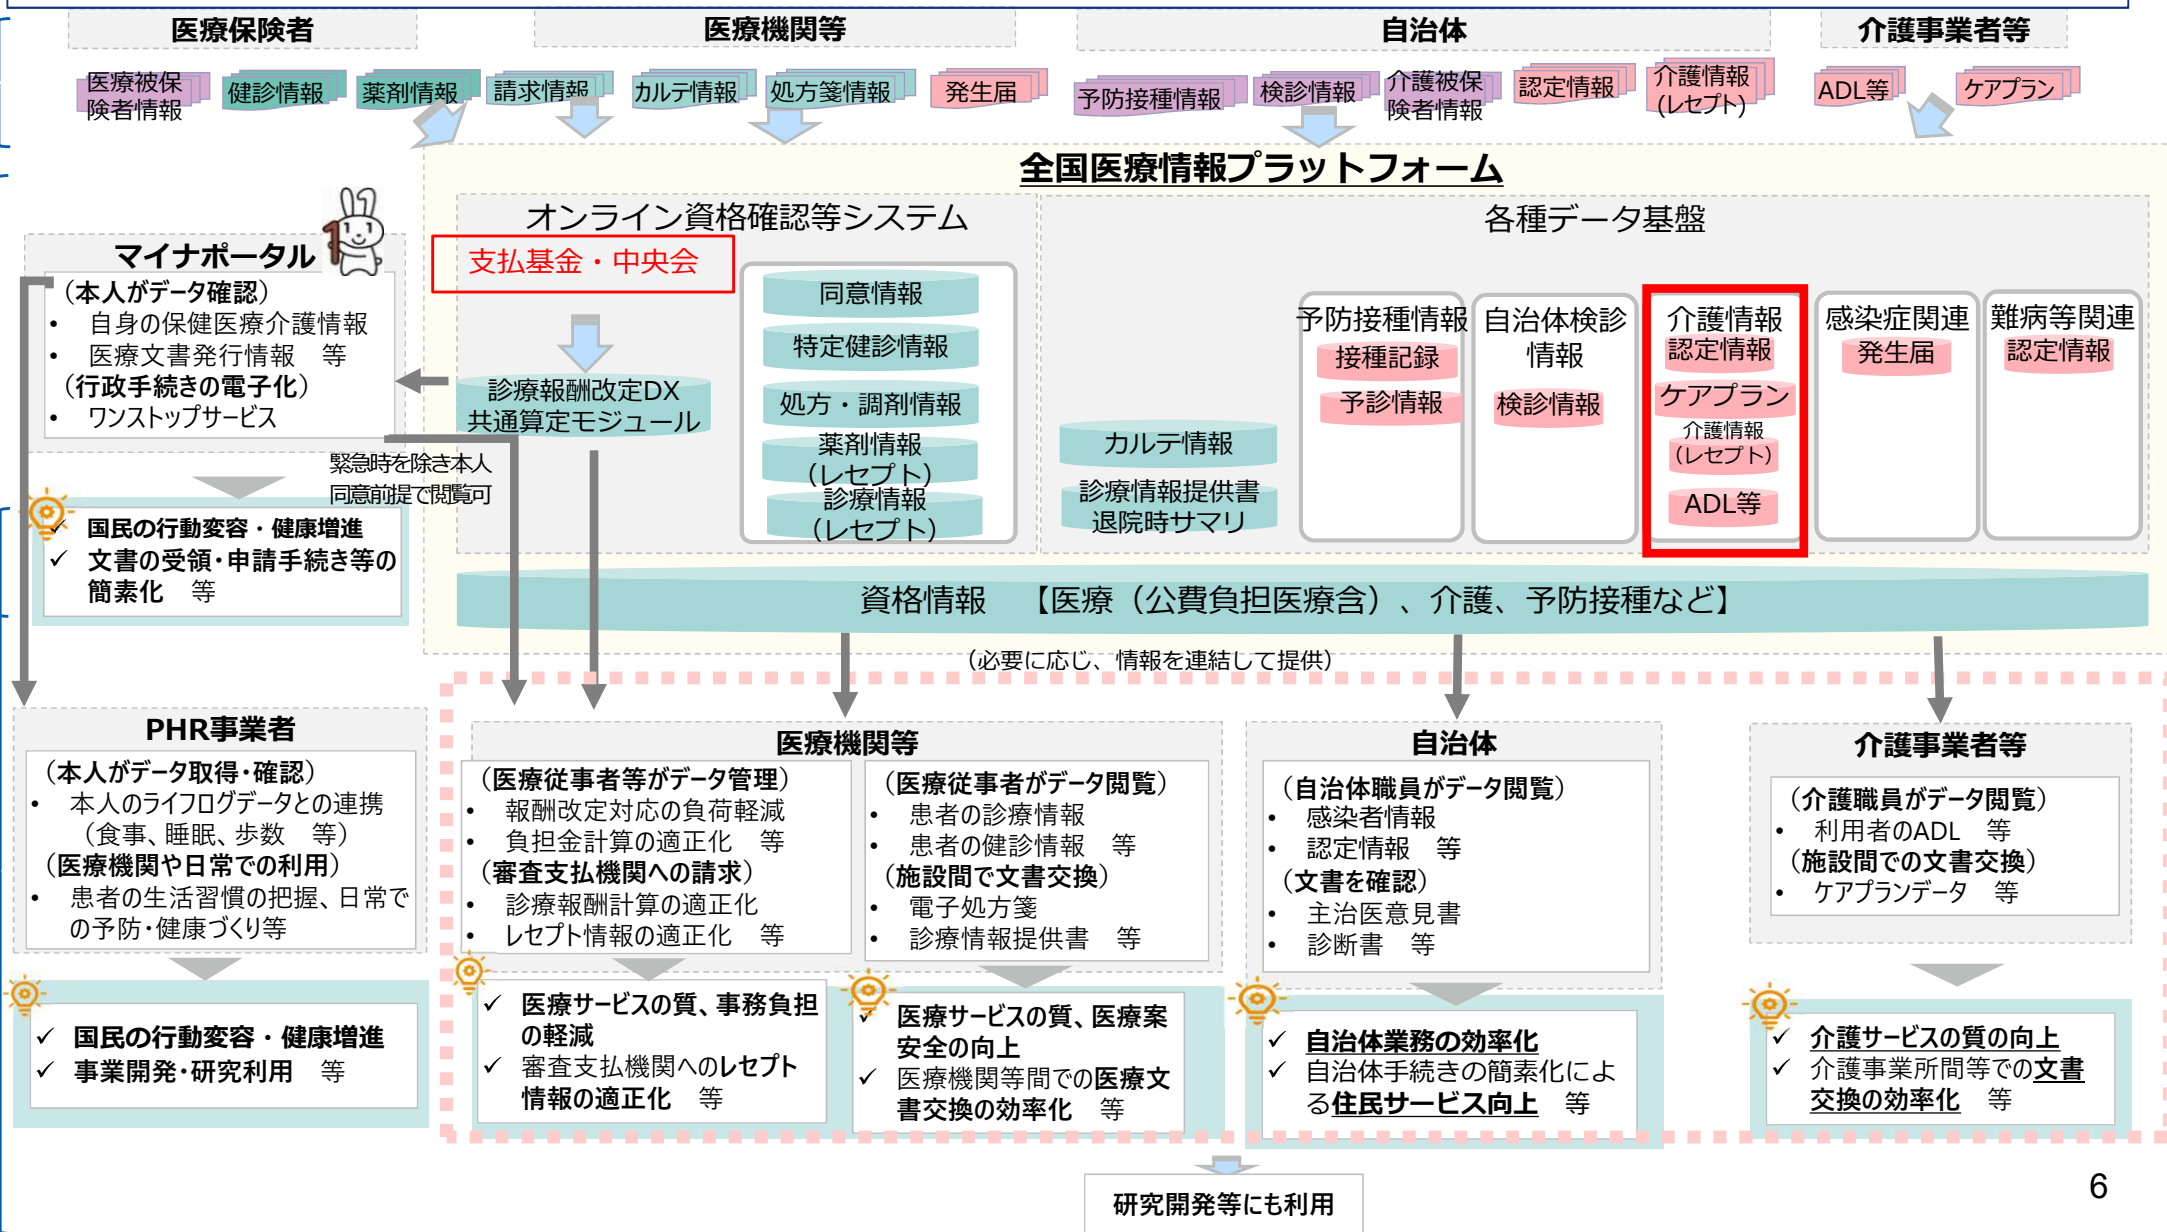 医療保険者
医療機関等
自治体
介護事業者等
医療被保
険者情報
健診情報
薬剤情報
請求情報
カルテ情報
処方箋情報
発生届
予防接種情報
検診情報
介護被保
険者情報
認定情報
介護情報
(レセプト)
ADL等
ケアプラン
全国医療情報プラットフォーム
オンライン資格確認等システム
支払基金・中央会
診療報酬改定DX
共通算定モジュール
同意情報
特定健診情報
処方・調剤情報
薬剤情報
(レセプト)
診療情報
(レセプト)
各種データ基盤
カルテ情報
診療情報提供書
退院時サマリ
予防接種情報
接種記録
予診情報
自治体検診
情報
検診情報
介護情報
認定情報
ケアプラン
介護情報
(レセプト)
ADL等
感染症関連
発生届
難病等関連
認定情報
資格情報　【医療（公費負担医療含）、介護、予防接種など】
（必要に応じ、情報を連結して提供）
マイナポータル
（本人がデータ確認）
• 自身の保健医療介護情報
• 医療文書発行情報　等
（行政手続きの電子化）
• ワンストップサービス
緊急時を除き本人
同意前提で閲覧可
✓ 国民の行動変容・健康増進
✓ 文書の受領・申請手続き等の
簡素化　等
PHR事業者
（本人がデータ取得・確認）
• 本人のライフログデータとの連携
（食事、睡眠、歩数　等）
（医療機関や日常での利用）
• 患者の生活習慣の把握、日常で
の予防・健康づくり等
✓ 国民の行動変容・健康増進
✓ 事業開発・研究利用　等
医療機関等
（医療従事者等がデータ管理）
• 報酬改定対応の負荷軽減
• 負担金計算の適正化　等
（審査支払機関への請求）
• 診療報酬計算の適正化
• レセプト情報の適正化　等
（医療従事者がデータ閲覧）
• 患者の診療情報
• 患者の健診情報　等
（施設間で文書交換）
• 電子処方箋
• 診療情報提供書　等
✓ 医療サービスの質、事務負担
の軽減
✓ 審査支払機関へのレセプト
情報の適正化　等
✓ 医療サービスの質、医療案
安全の向上
✓ 医療機関等間での医療文
書交換の効率化　等
自治体
（自治体職員がデータ閲覧）
• 感染者情報
• 認定情報　等
（文書を確認）
• 主治医意見書
• 診断書　等
✓ 自治体業務の効率化
✓ 自治体手続きの簡素化によ
る住民サービス向上　等
介護事業者等
（介護職員がデータ閲覧）
• 利用者のADL　等
（施設間での文書交換）
• ケアプランデータ　等
✓ 介護サービスの質の向上
✓ 介護事業所間等での文書
交換の効率化　等
研究開発等にも利用
6